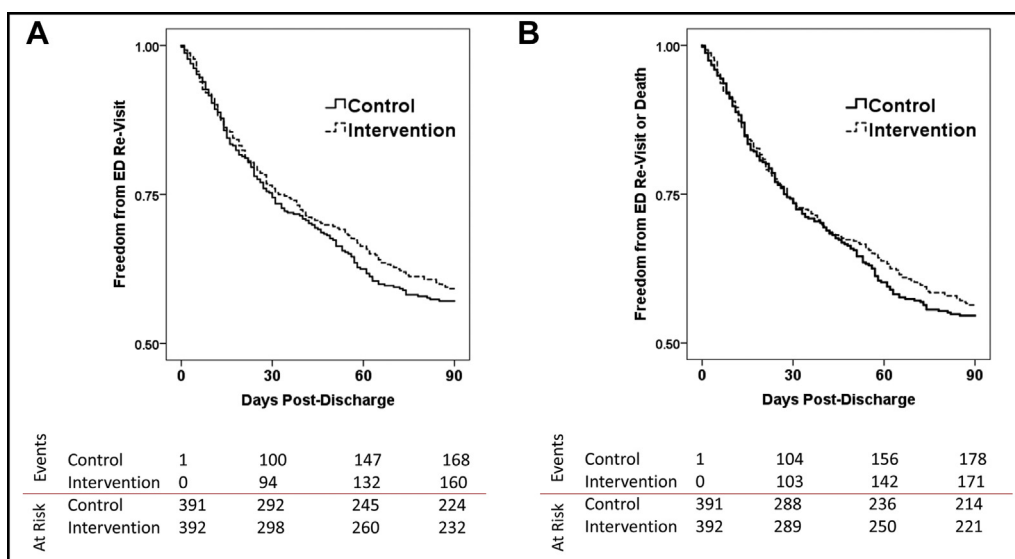 A
1.00
0.75
0.50
Freedom from ED Re-Visit
Control
Intervention
0 30 60 90
Days Post-Discharge
Events
Control 1 100 147 168
Intervention 0 94 132 160
At Risk
Control 391 292 245 224
Intervention 392 298 260 232
B
1.00
0.75
0.50
Freedom from ED Re-Visit or Death
Control
Intervention
0 30 60 90
Days Post-Discharge
Events
Control 1 104 156 178
Intervention 0 103 142 171
At Risk
Control 391 288 236 214
Intervention 392 289 250 221